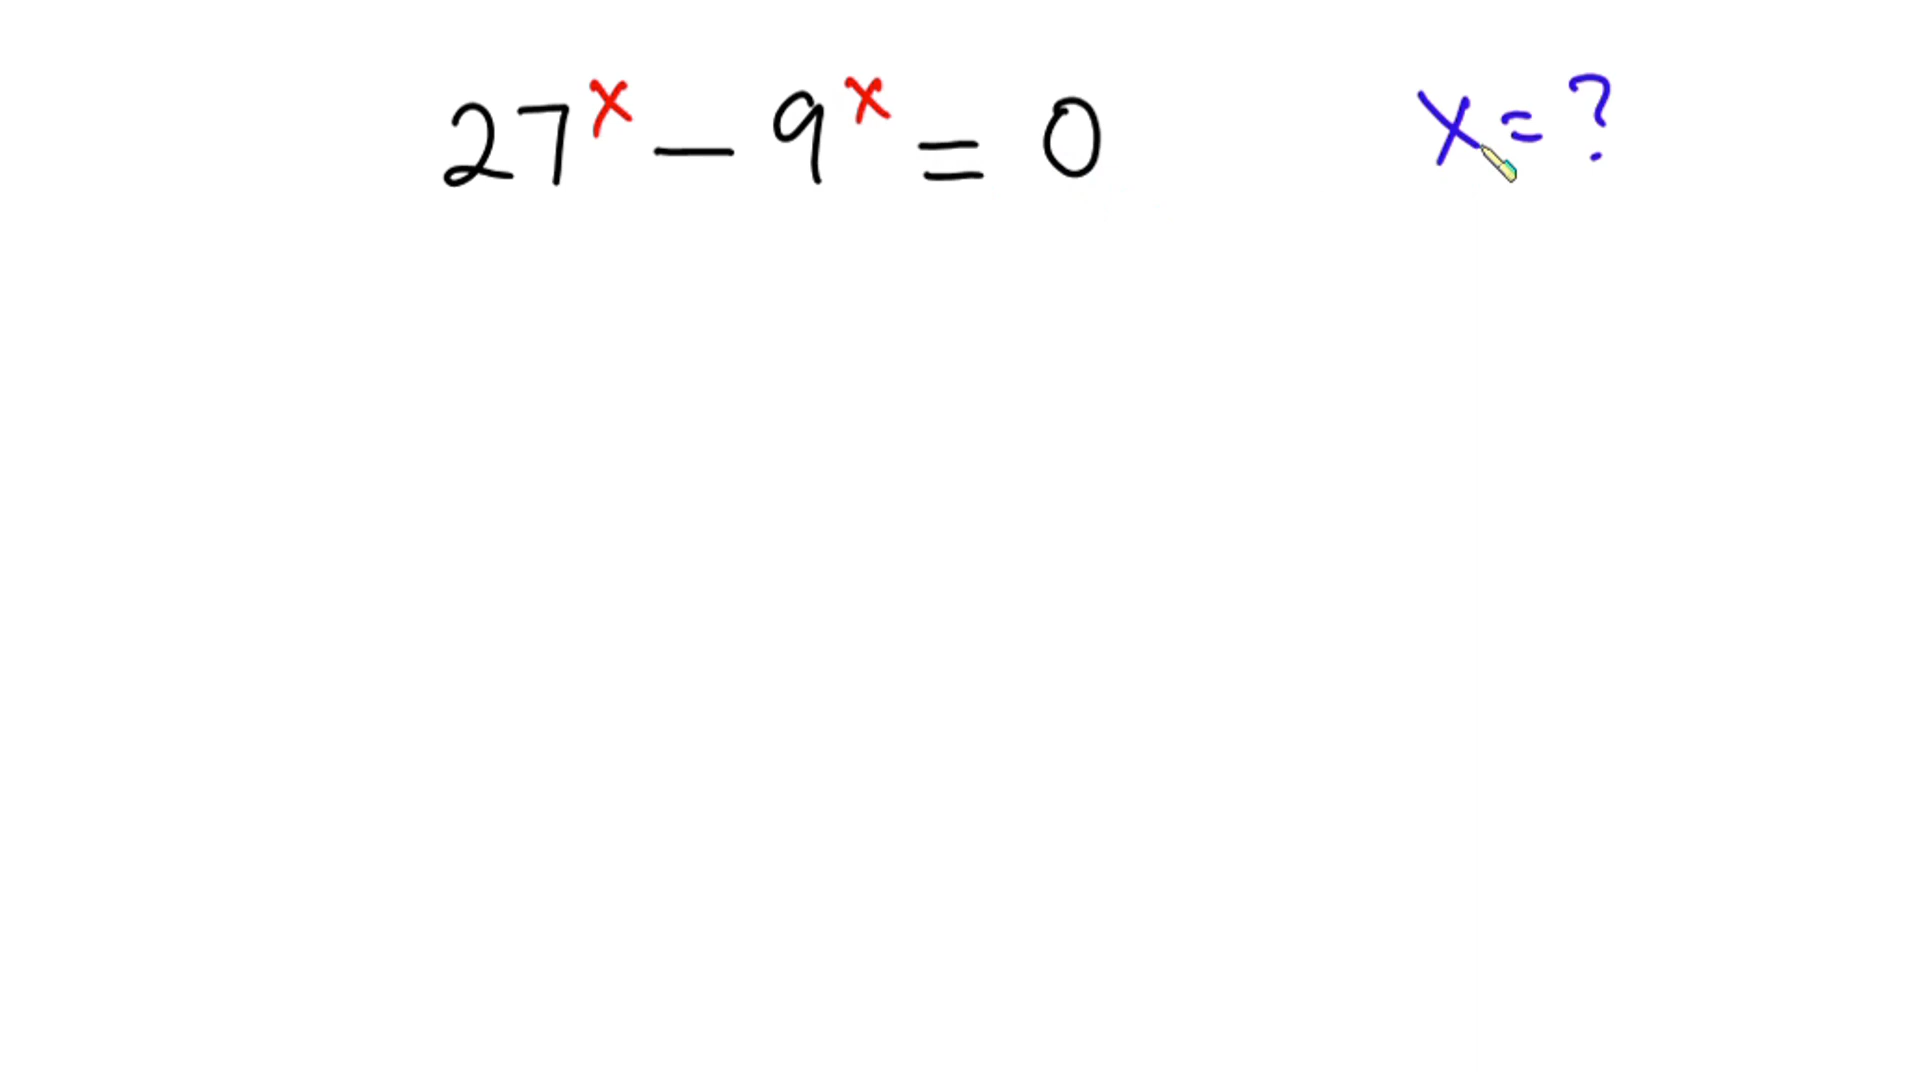 27^x - 9^x = 0 x = ?